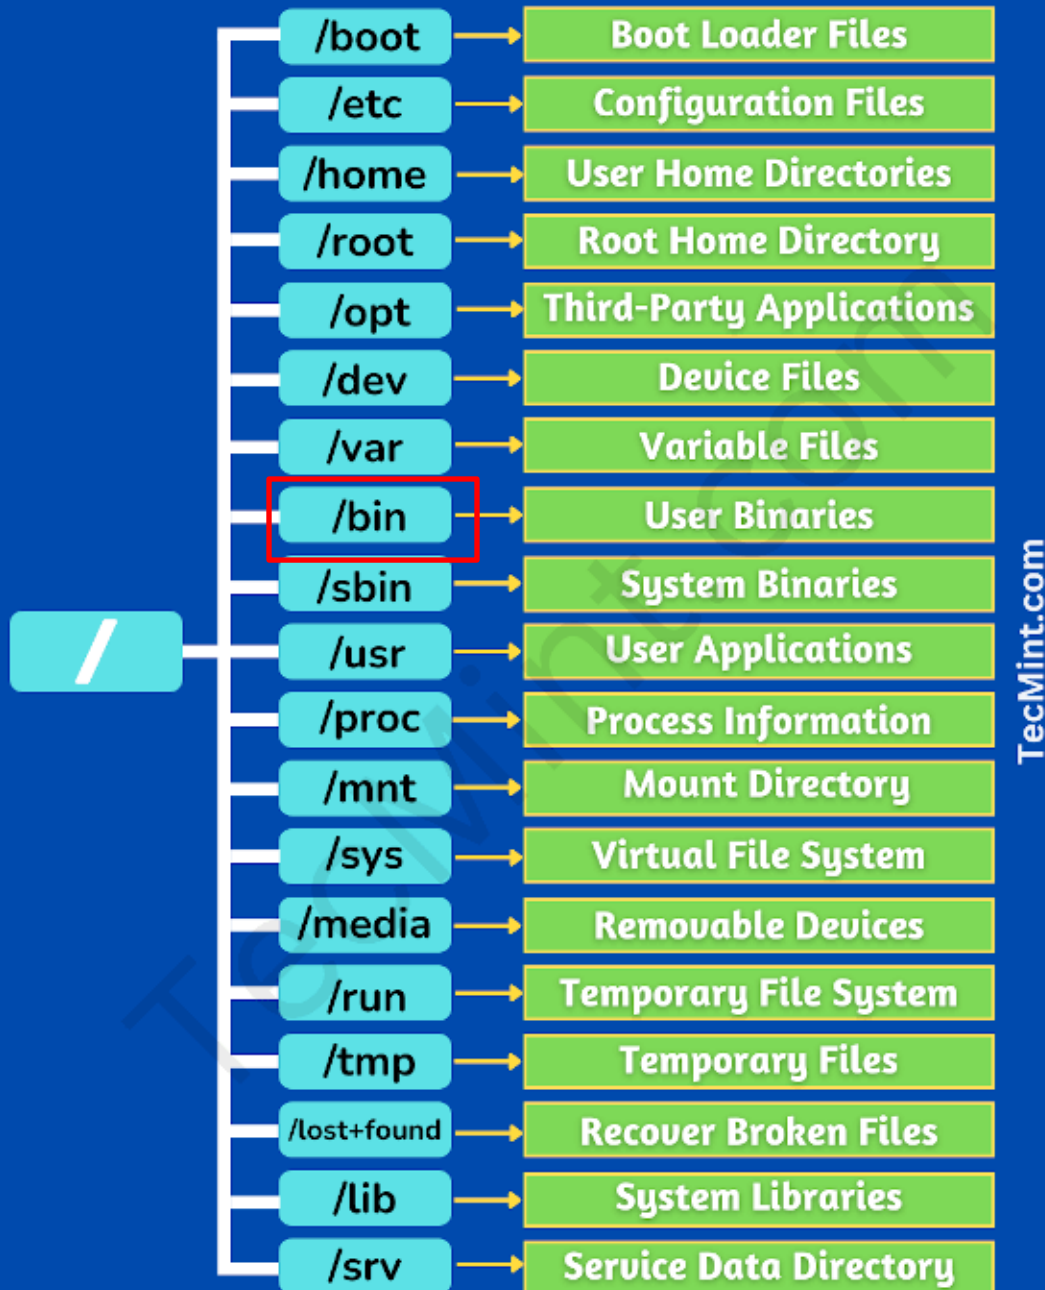 /boot Boot Loader Files
/etc Configuration Files
/home User Home Directories
/root Root Home Directory
/opt Third-Party Applications
/dev Device Files
/var Variable Files
/bin User Binaries
/sbin System Binaries
/
/usr User Applications
/proc Process Information
/mnt Mount Directory
/sys Virtual File System
/media Removable Devices
/run Temporary File System
/tmp Temporary Files
/lost+found Recover Broken Files
/lib System Libraries
/srv Service Data Directory
TecMint.com
TecMint.com